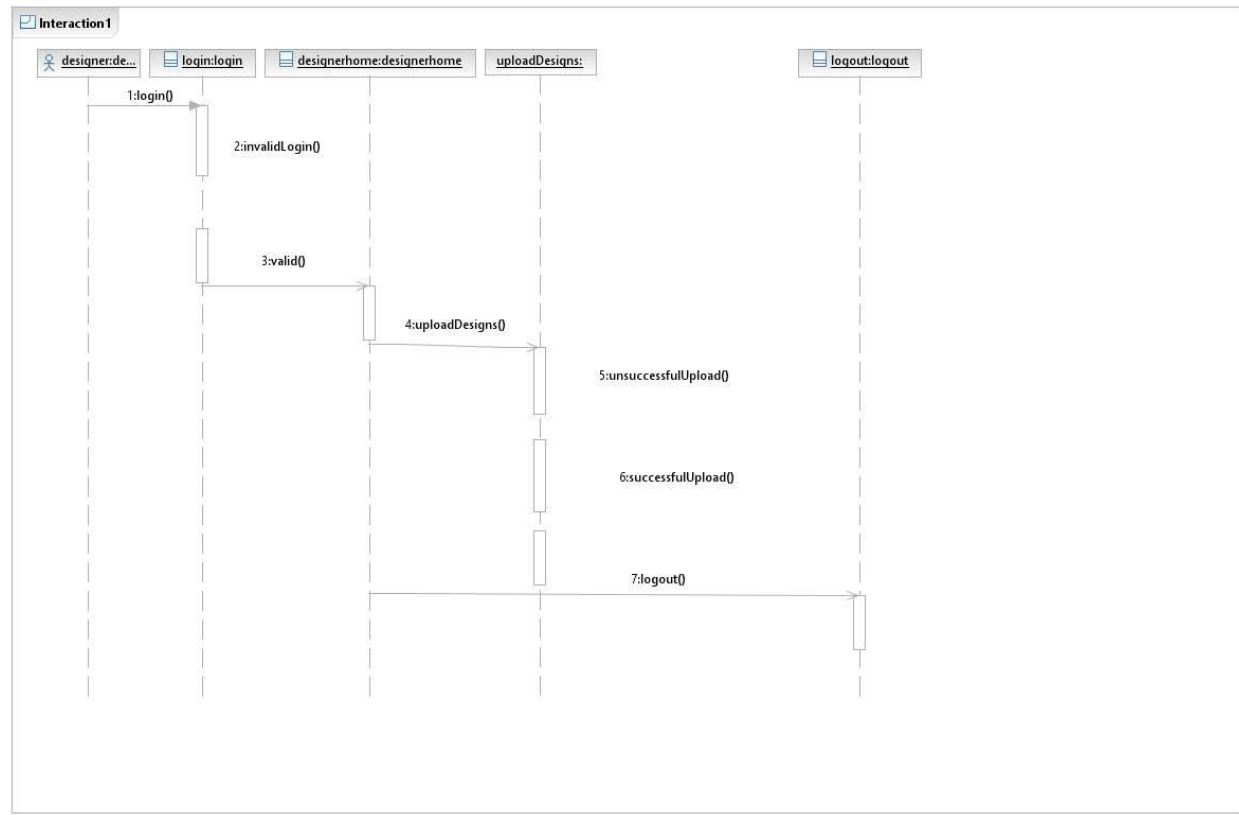 Interaction1
designer:de...
login:login
designerhome:designerhome
uploadDesigns:
logout:logout
1:login()
2:invalidLogin()
3:valid()
4:uploadDesigns()
5:unsuccessfulUpload()
6:successfulUpload()
7:logout()